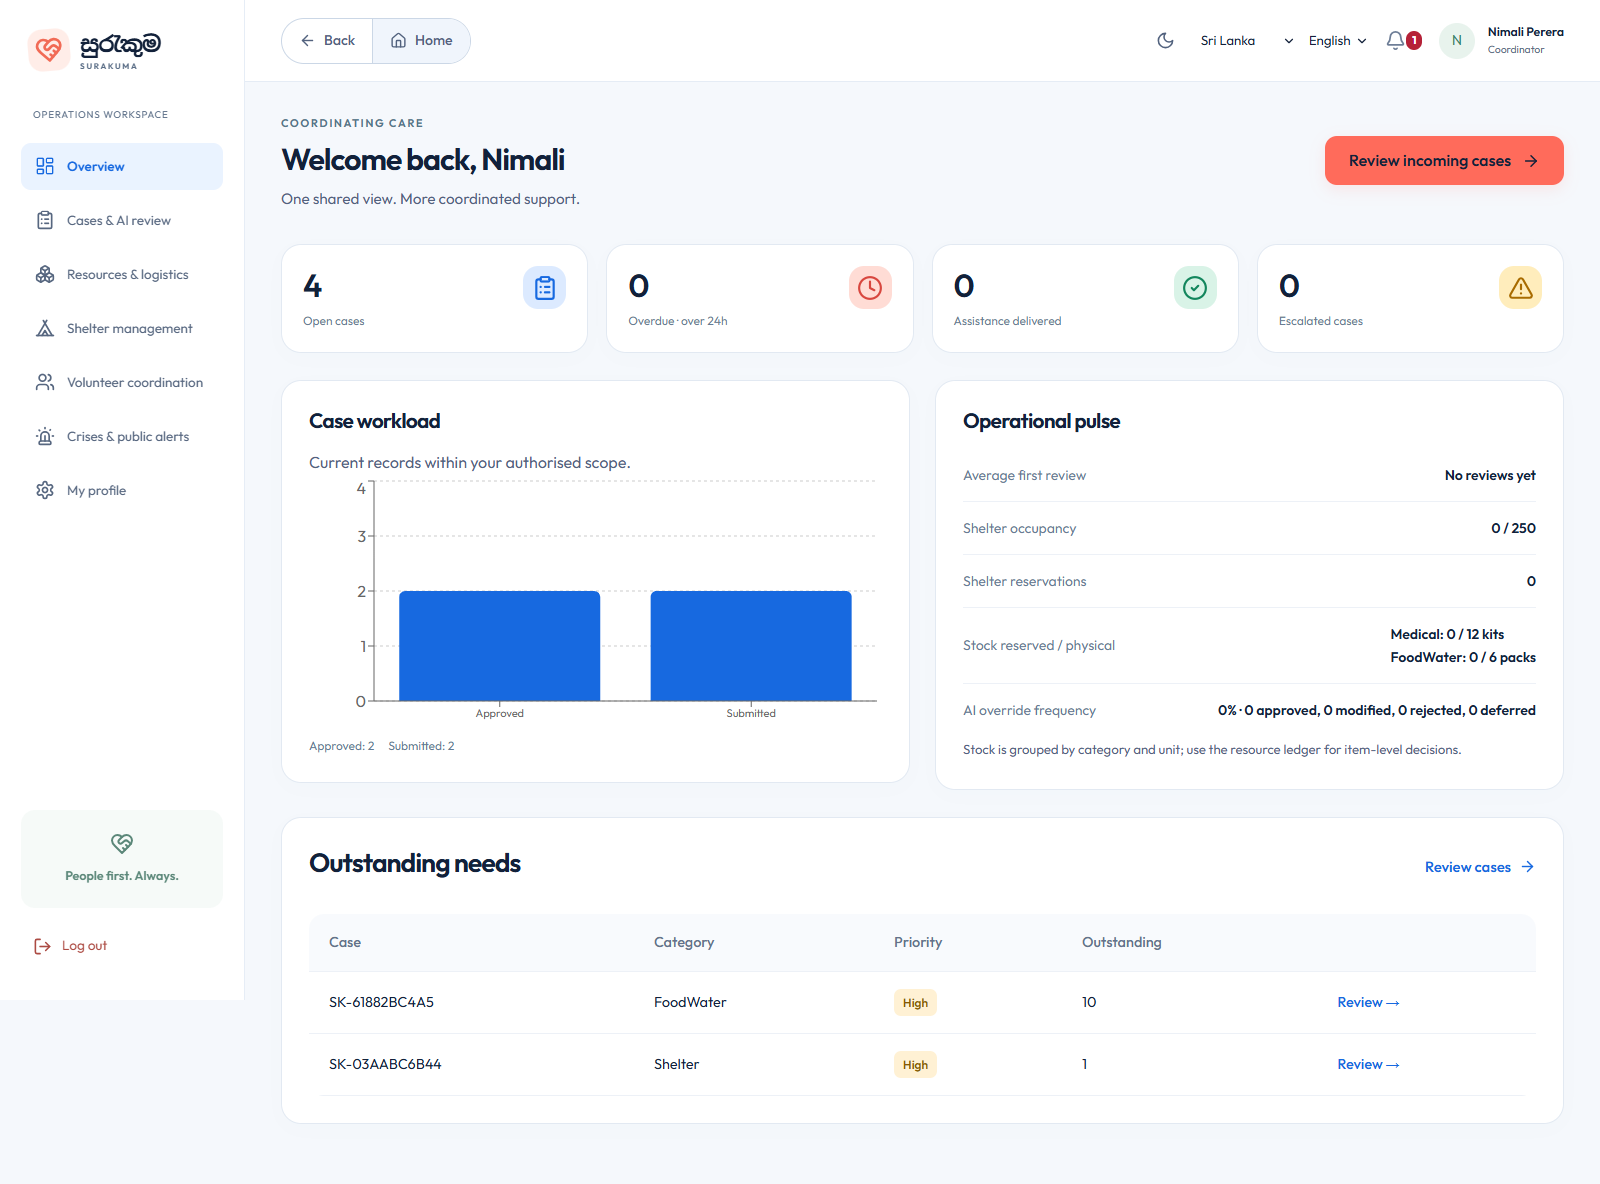 සුරැකුම
SURAKUMA
OPERATIONS WORKSPACE
Overview
Cases & AI review
Resources & logistics
Shelter management
Volunteer coordination
Crises & public alerts
My profile
People first. Always.
Log out
Back
Home
Sri Lanka
English
1
N
Nimali Perera
Coordinator
COORDINATING CARE
Welcome back, Nimali
One shared view. More coordinated support.
Review incoming cases
4
Open cases
0
Overdue · over 24h
0
Assistance delivered
0
Escalated cases
Case workload
Current records within your authorised scope.
4
3
2
1
0
Approved
Submitted
Approved: 2 Submitted: 2
Operational pulse
Average first review No reviews yet
Shelter occupancy 0 / 250
Shelter reservations 0
Stock reserved / physical Medical: 0 / 12 kits
FoodWater: 0 / 6 packs
AI override frequency 0% · 0 approved, 0 modified, 0 rejected, 0 deferred
Stock is grouped by category and unit; use the resource ledger for item-level decisions.
Outstanding needs
Review cases →
Case Category Priority Outstanding
SK-61882BC4A5 FoodWater High 10 Review →
SK-03AABC6B44 Shelter High 1 Review →